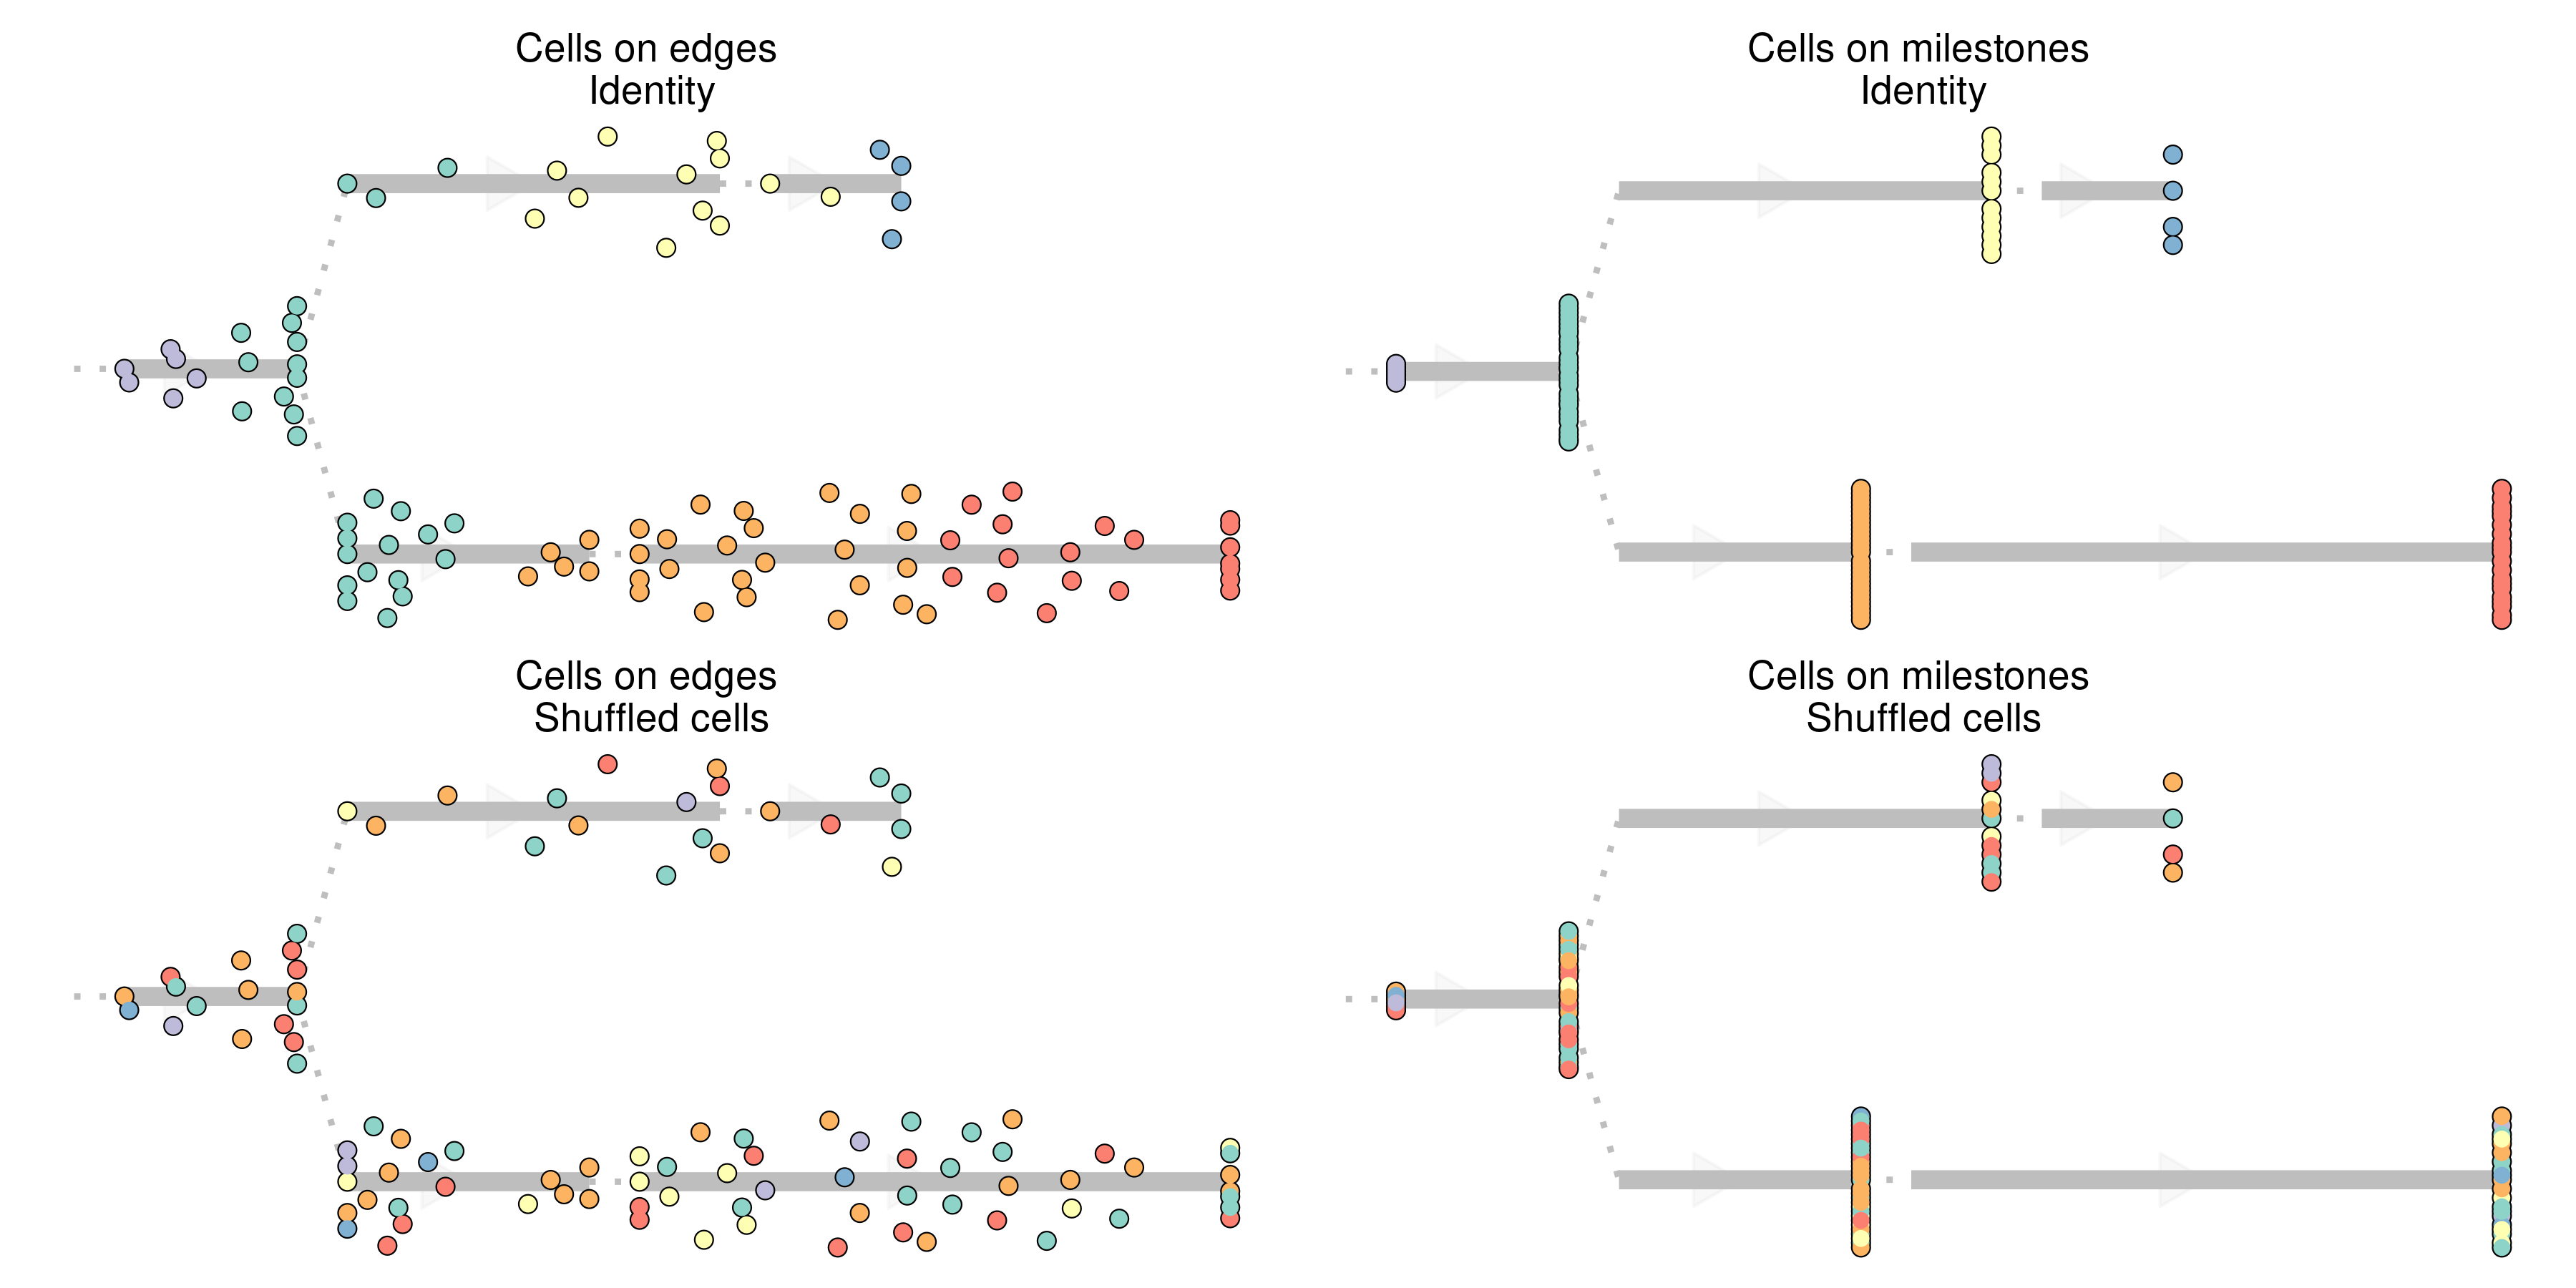 Cells on edges
Identity
Cells on milestones
Identity
Cells on edges
Shuffled cells
Cells on milestones
Shuffled cells